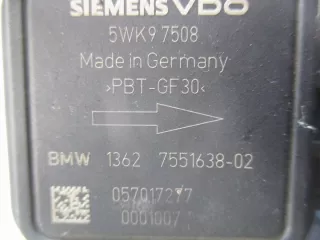 SIEMENS VDO
5WK9 7508
Made in Germany
>PBT-GF30<
BMW 1362 7551638-02
057017277
0001007